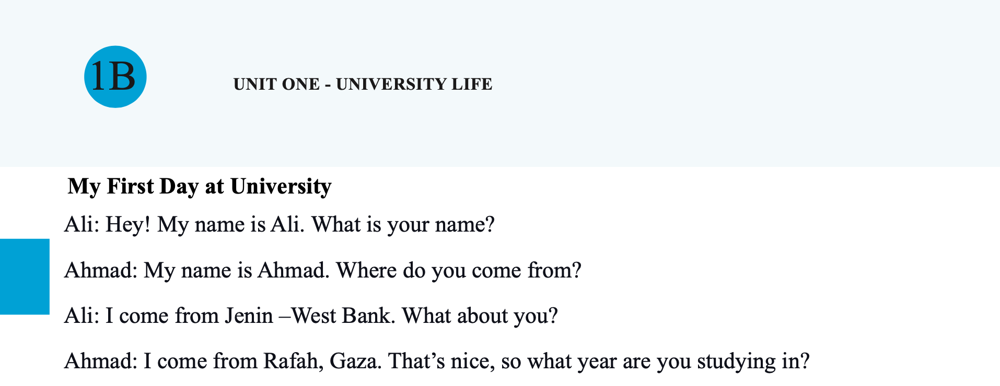 1B
UNIT ONE - UNIVERSITY LIFE
My First Day at University
Ali: Hey! My name is Ali. What is your name?
Ahmad: My name is Ahmad. Where do you come from?
Ali: I come from Jenin –West Bank. What about you?
Ahmad: I come from Rafah, Gaza. That’s nice, so what year are you studying in?